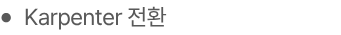 • Karpenter 전환